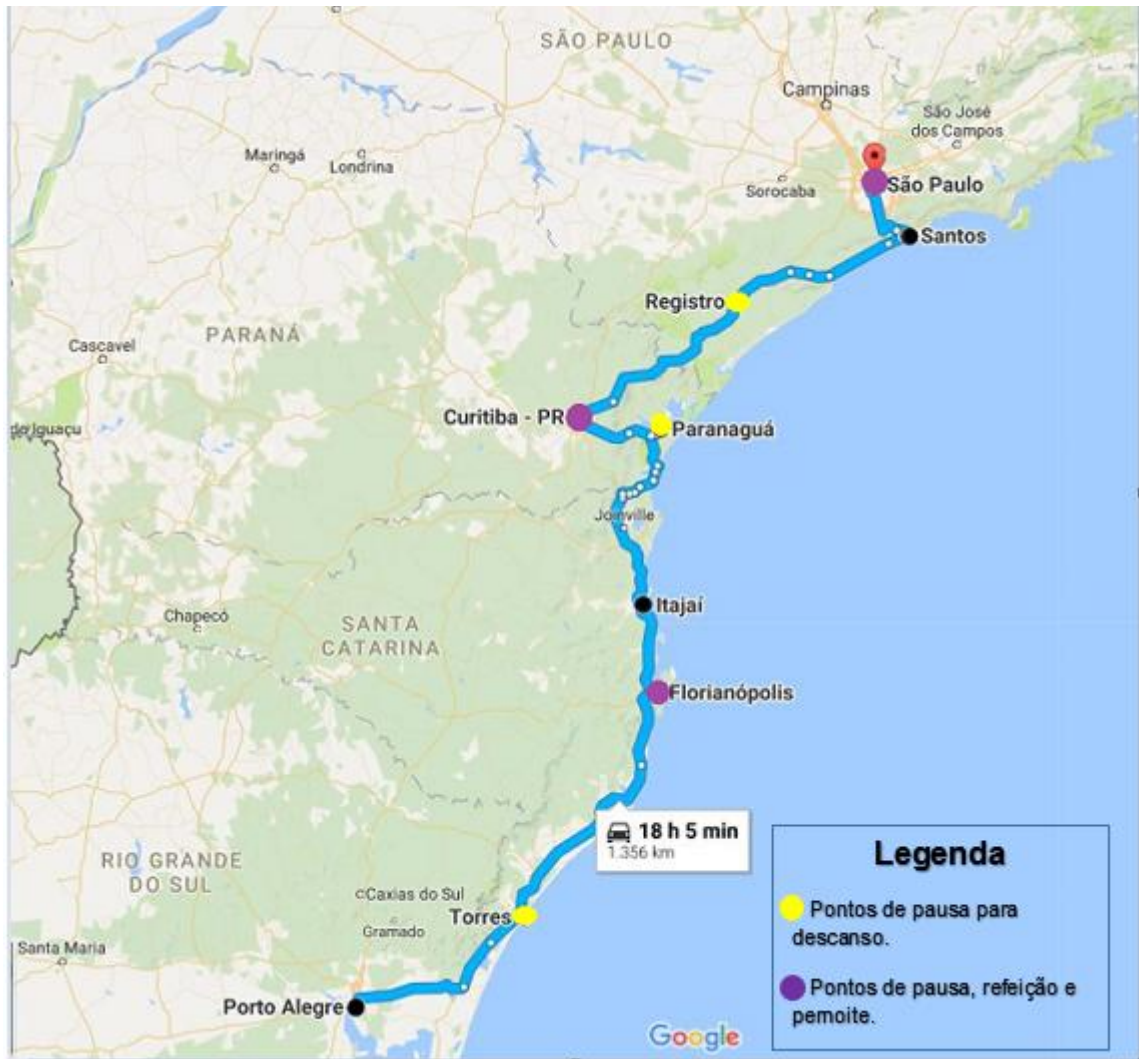 SÃO PAULO
Campinas
São José
dos Campos
Maringá
Londrina
Sorocaba
São Paulo
Santos
Registro
PARANÁ
Cascavel
Curitiba - PR
do Iguaçu
Paranaguá
Joinville
Itajaí
Chapecó
SANTA
CATARINA
Florianópolis
18 h 5 min
1.356 km
RIO GRANDE
DO SUL
Caxias do Sul
Gramado
Torres
Santa Maria
Porto Alegre
Legenda
Pontos de pausa para
descanso.
Pontos de pausa, refeição e
pernoite.
Google